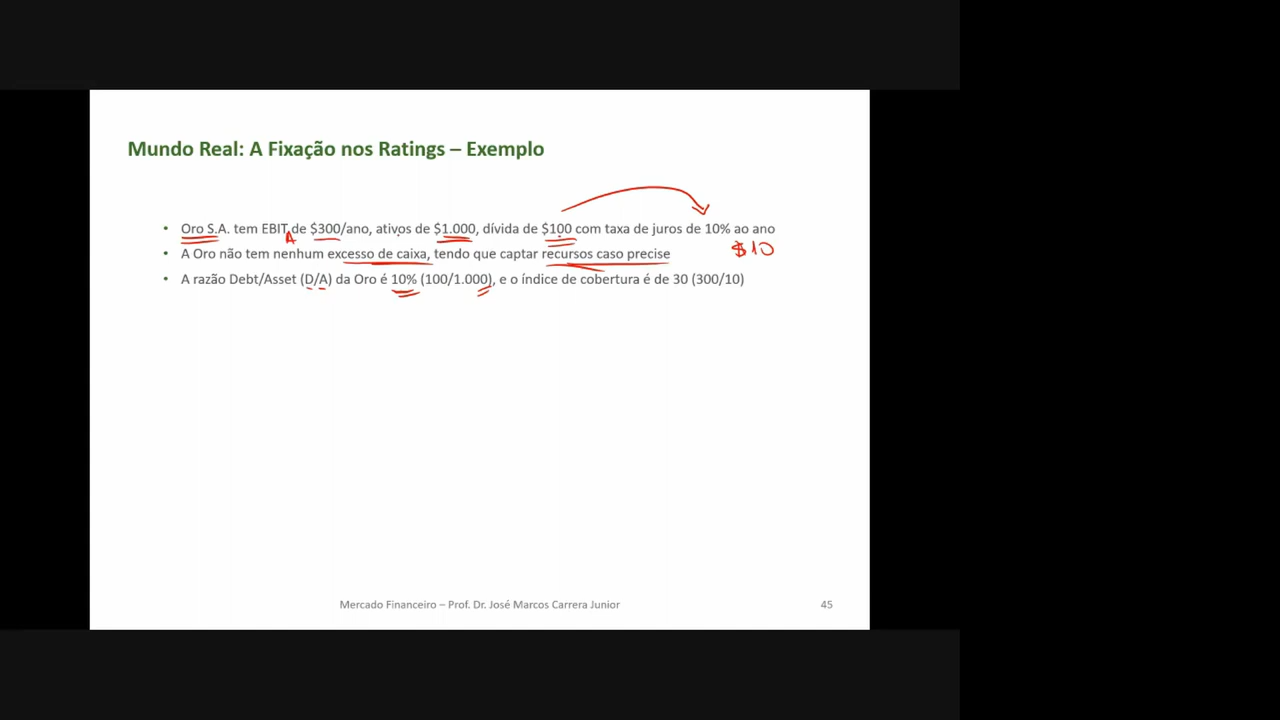 Mundo Real: A Fixação nos Ratings – Exemplo
• Oro S.A. tem EBIT de $300/ano, ativos de $1.000, dívida de $100 com taxa de juros de 10% ao ano
A
$10
• A Oro não tem nenhum excesso de caixa, tendo que captar recursos caso precise
• A razão Debt/Asset (D/A) da Oro é 10% (100/1.000), e o índice de cobertura é de 30 (300/10)
Mercado Financeiro – Prof. Dr. José Marcos Carrera Junior
45